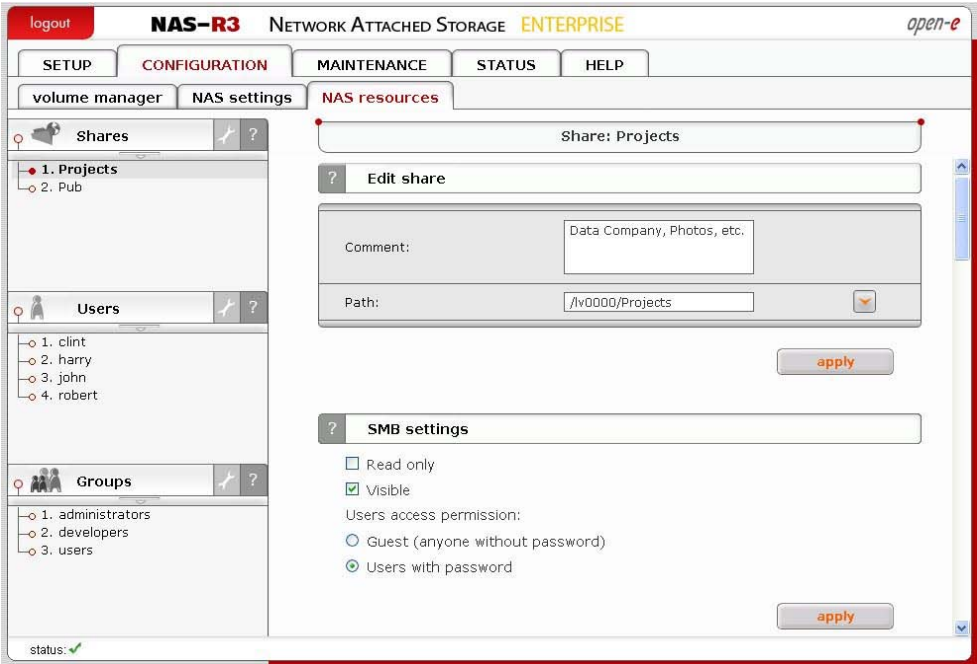 logout
NAS-R3 NETWORK ATTACHED STORAGE ENTERPRISE
open-e
SETUP CONFIGURATION MAINTENANCE STATUS HELP
volume manager NAS settings NAS resources
Shares ?
1. Projects
2. Pub
Users ?
1. clint
2. harry
3. john
4. robert
Groups ?
1. administrators
2. developers
3. users
Share: Projects
? Edit share
Comment: Data Company, Photos, etc.
Path: /lv0000/Projects
apply
? SMB settings
Read only
Visible
Users access permission:
Guest (anyone without password)
Users with password
apply
status: